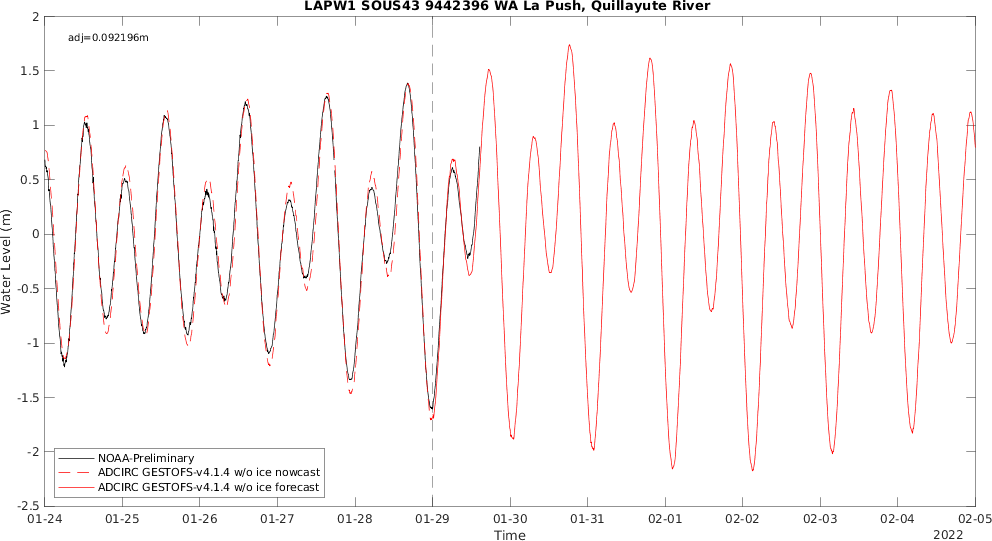 LAPW1 SOUS43 9442396 WA La Push, Quillayute River
adj=0.092196m
2
1.5
1
0.5
0
-0.5
-1
-1.5
-2
-2.5
Water Level (m)
NOAA-Preliminary
ADCIRC GESTOFS-v4.1.4 w/o ice nowcast
ADCIRC GESTOFS-v4.1.4 w/o ice forecast
01-24 01-25 01-26 01-27 01-28 01-29 01-30 01-31 02-01 02-02 02-03 02-04 02-05
Time
2022